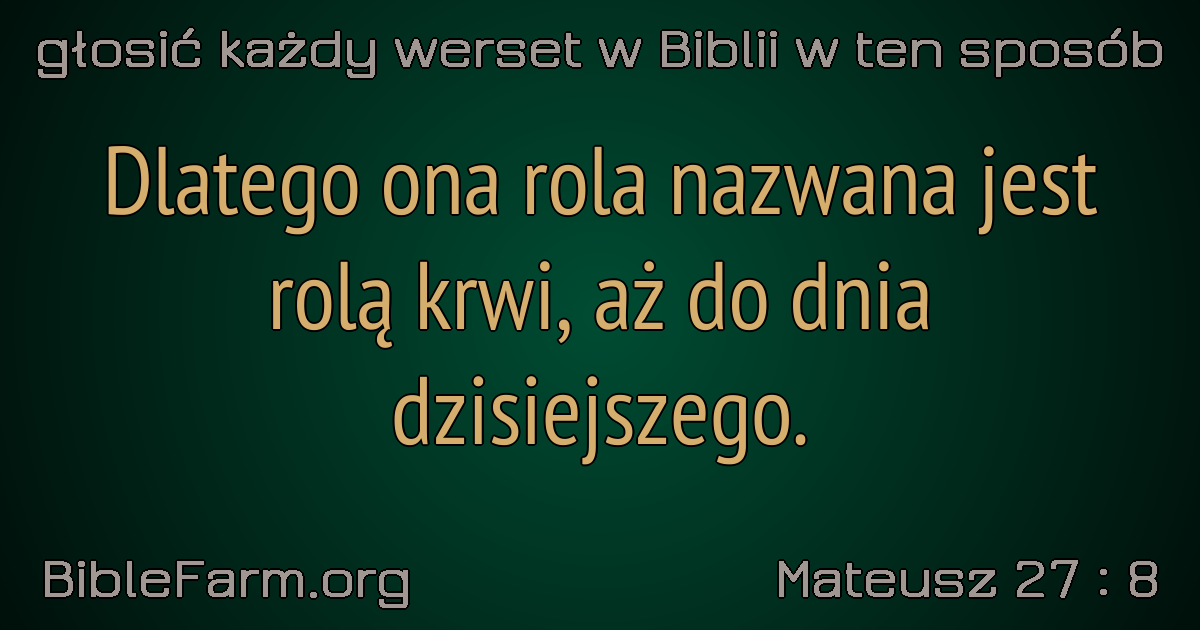 głosić każdy werset w Biblii w ten sposób
Dlatego ona rola nazwana jest
rolą krwi, aż do dnia
dzisiejszego.
BibleFarm.org
Mateusz 27 : 8